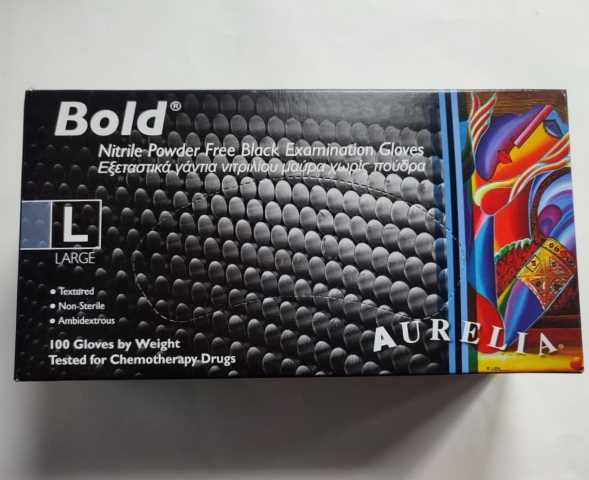 Bold®
Nitrile Powder Free Black Examination Gloves
Εξεταστικά γάντια νιτριλίου μαύρα χωρίς πούδρα
L
LARGE
• Textured
• Non-Sterile
• Ambidextrous
100 Gloves by Weight
Tested for Chemotherapy Drugs
AURELIA®